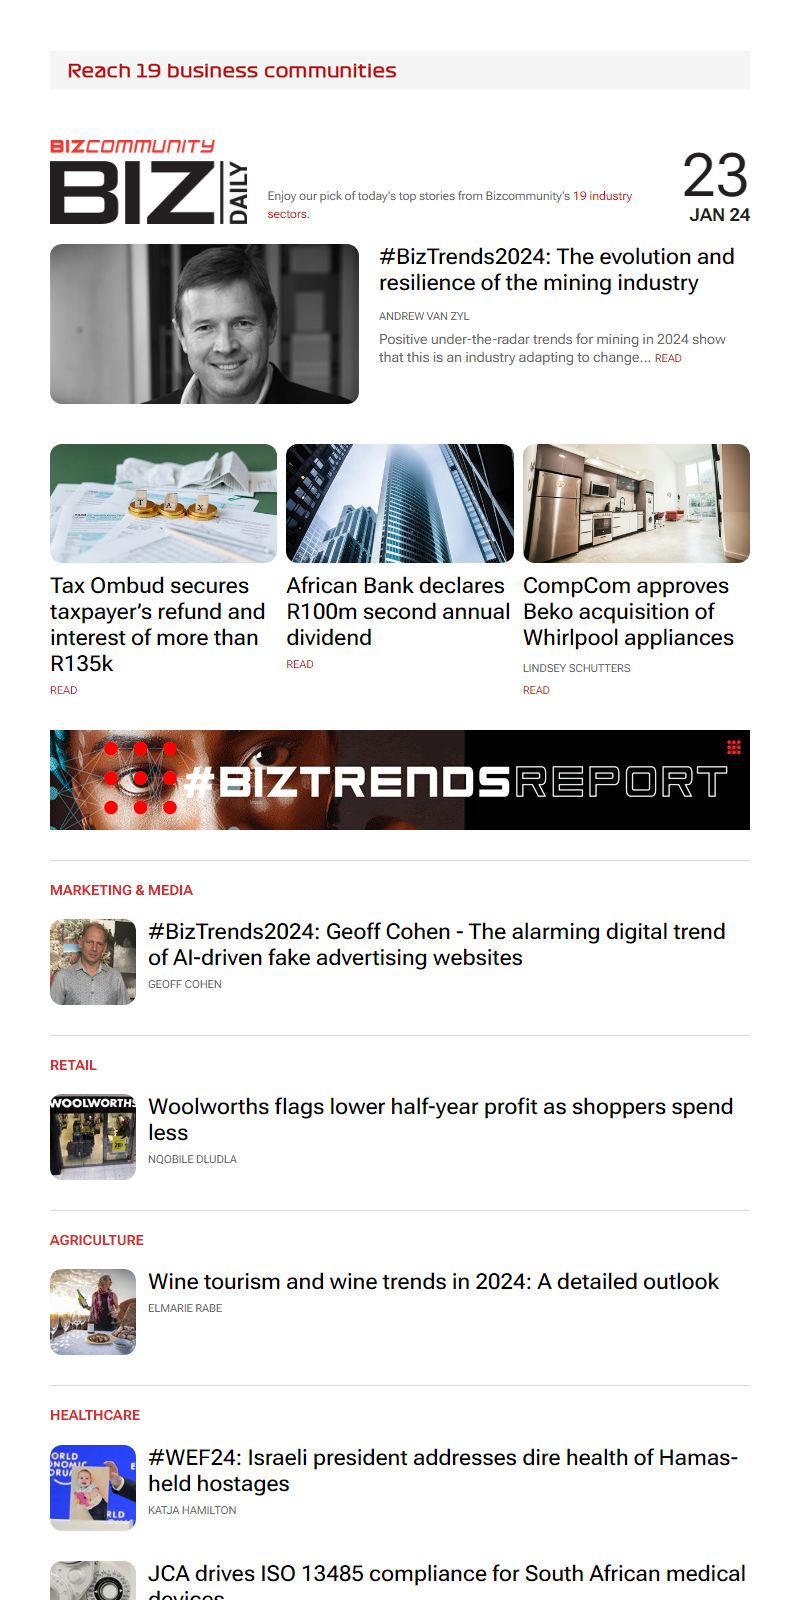 Reach 19 business communities
BIZCOMMUNITY
BIZ DAILY
Enjoy our pick of today's top stories from Bizcommunity's 19 industry
sectors.
23
JAN 24
#BizTrends2024: The evolution and
resilience of the mining industry
ANDREW VAN ZYL
Positive under-the-radar trends for mining in 2024 show
that this is an industry adapting to change... READ
TAX
Tax Ombud secures
taxpayer’s refund and
interest of more than
R135k
READ
African Bank declares
R100m second annual
dividend
READ
CompCom approves
Beko acquisition of
Whirlpool appliances
LINDSEY SCHUTTERS
READ
#BIZTRENDSREPORT
MARKETING & MEDIA
#BizTrends2024: Geoff Cohen - The alarming digital trend
of AI-driven fake advertising websites
GEOFF COHEN
RETAIL
WOOLWORTHS
Woolworths flags lower half-year profit as shoppers spend
less
NQOBILE DLUDLA
AGRICULTURE
Wine tourism and wine trends in 2024: A detailed outlook
ELMARIE RABE
HEALTHCARE
#WEF24: Israeli president addresses dire health of Hamas-
held hostages
KATJA HAMILTON
JCA drives ISO 13485 compliance for South African medical
devices